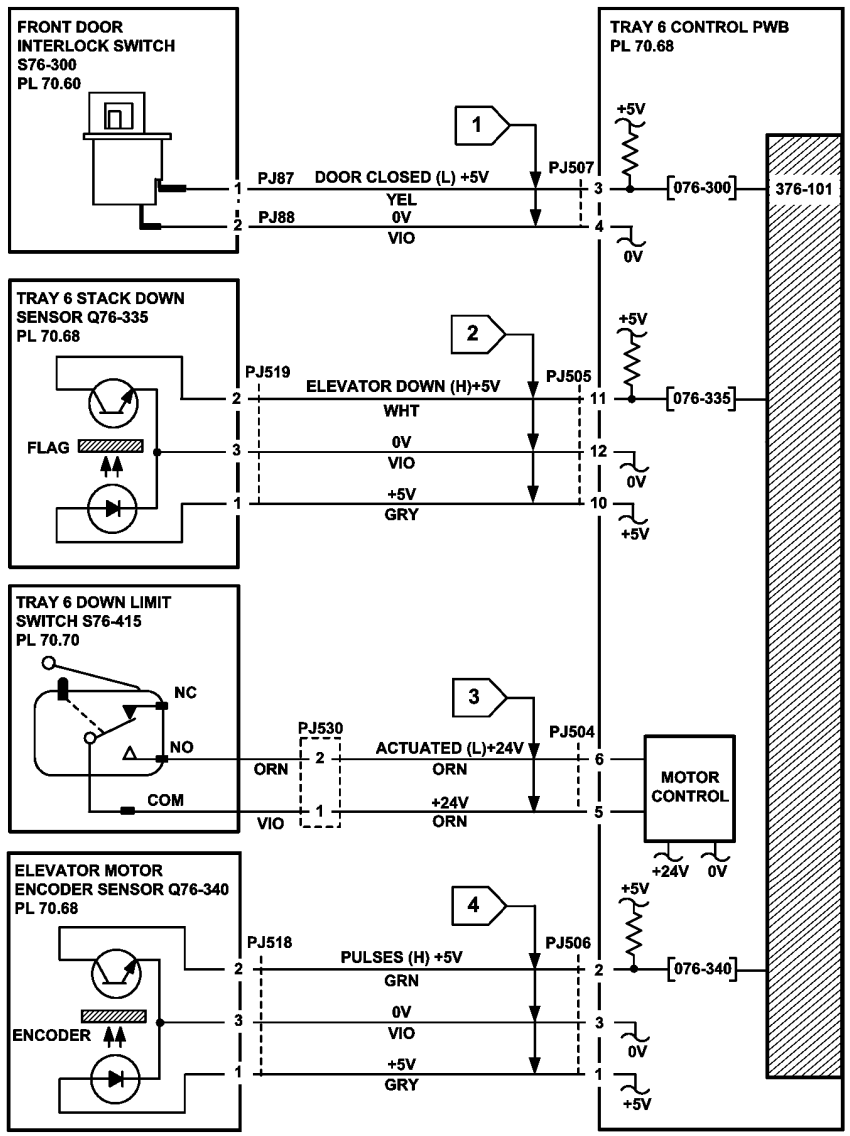 FRONT DOOR
INTERLOCK SWITCH
S76-300
PL 70.60
1
PJ87
DOOR CLOSED (L) +5V
YEL
2
PJ88
0V
VIO
1
PJ507
3
4
TRAY 6 CONTROL PWB
PL 70.68
+5V
[076-300]
376-101
0V
TRAY 6 STACK DOWN
SENSOR Q76-335
PL 70.68
FLAG
PJ519
2
ELEVATOR DOWN (H)+5V
WHT
3
0V
VIO
1
+5V
GRY
2
PJ505
11
12
10
+5V
[076-335]
0V
+5V
TRAY 6 DOWN LIMIT
SWITCH S76-415
PL 70.70
NC
NO
COM
ORN
VIO
PJ530
2
1
ACTUATED (L)+24V
ORN
+24V
ORN
3
PJ504
6
5
MOTOR
CONTROL
+24V
0V
ELEVATOR MOTOR
ENCODER SENSOR Q76-340
PL 70.68
ENCODER
PJ518
2
PULSES (H) +5V
GRN
3
0V
VIO
1
+5V
GRY
4
PJ506
2
3
1
+5V
[076-340]
0V
+5V